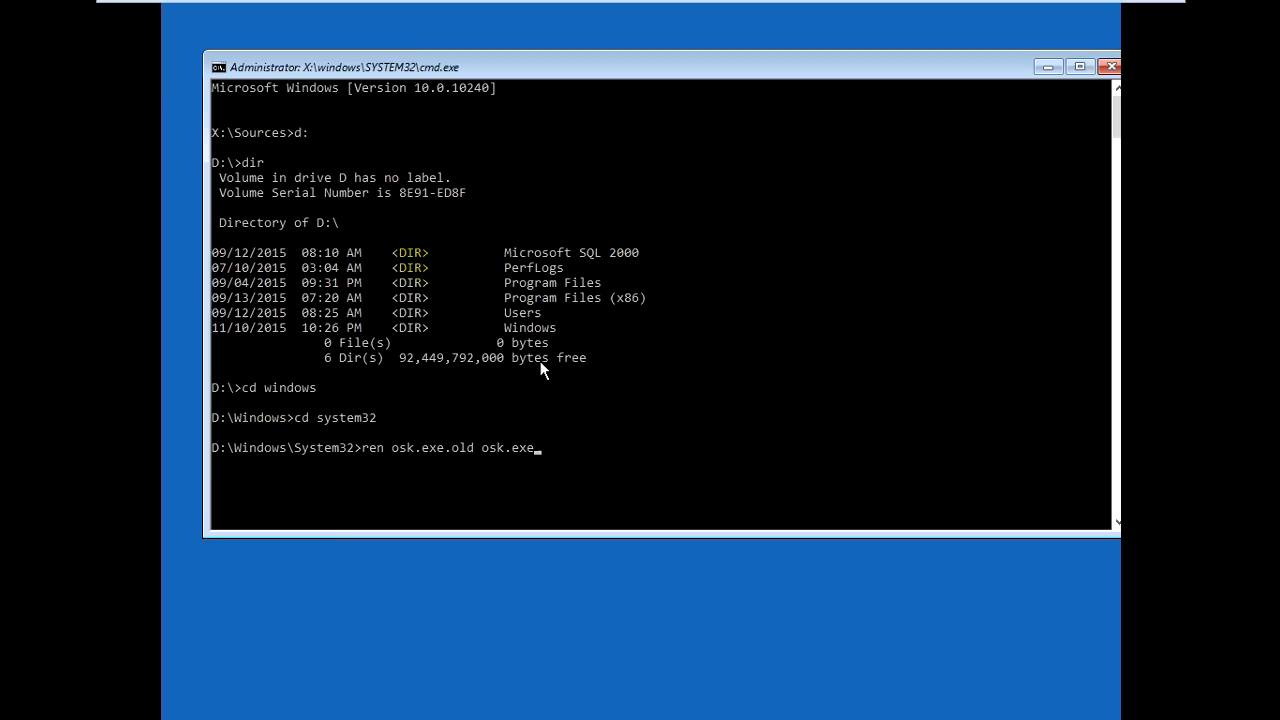 Administrator: X:\windows\SYSTEM32\cmd.exe
Microsoft Windows [Version 10.0.10240]
X:\Sources>d:
D:\>dir
Volume in drive D has no label.
Volume Serial Number is 8E91-ED8F
Directory of D:\
09/12/2015  08:10 AM    <DIR>          Microsoft SQL 2000
07/10/2015  03:04 AM    <DIR>          PerfLogs
09/04/2015  09:31 PM    <DIR>          Program Files
09/13/2015  07:20 AM    <DIR>          Program Files (x86)
09/12/2015  08:25 AM    <DIR>          Users
11/10/2015  10:26 PM    <DIR>          Windows
0 File(s)              0 bytes
6 Dir(s)  92,449,792,000 bytes free
D:\>cd windows
D:\Windows>cd system32
D:\Windows\System32>ren osk.exe.old osk.exe